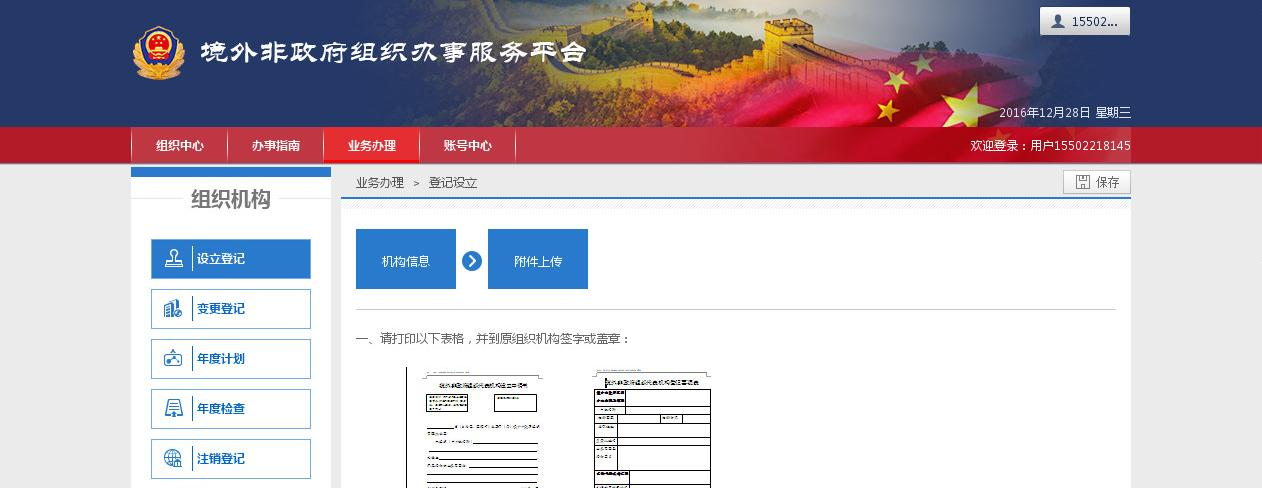 境外非政府组织办事服务平台
15502...
2016年12月28日 星期三
组织中心 办事指南 业务办理 账号中心 欢迎登录：用户15502218145
组织机构
设立登记
变更登记
年度计划
年度检查
注销登记
业务办理 > 登记设立 保存
机构信息 附件上传
一、请打印以下表格，并到原组织机构签字或盖章：